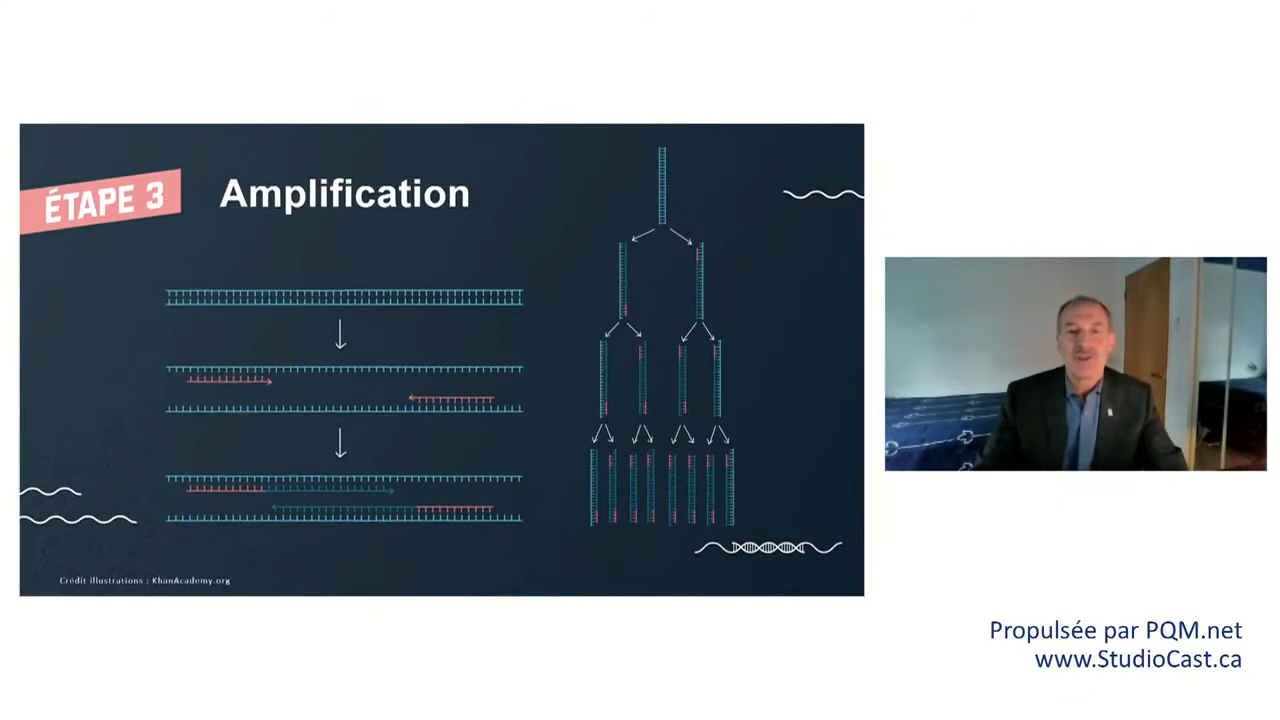 ÉTAPE 3
Amplification
Crédit illustrations : KhanAcademy.org
Propulsée par PQM.net
www.StudioCast.ca